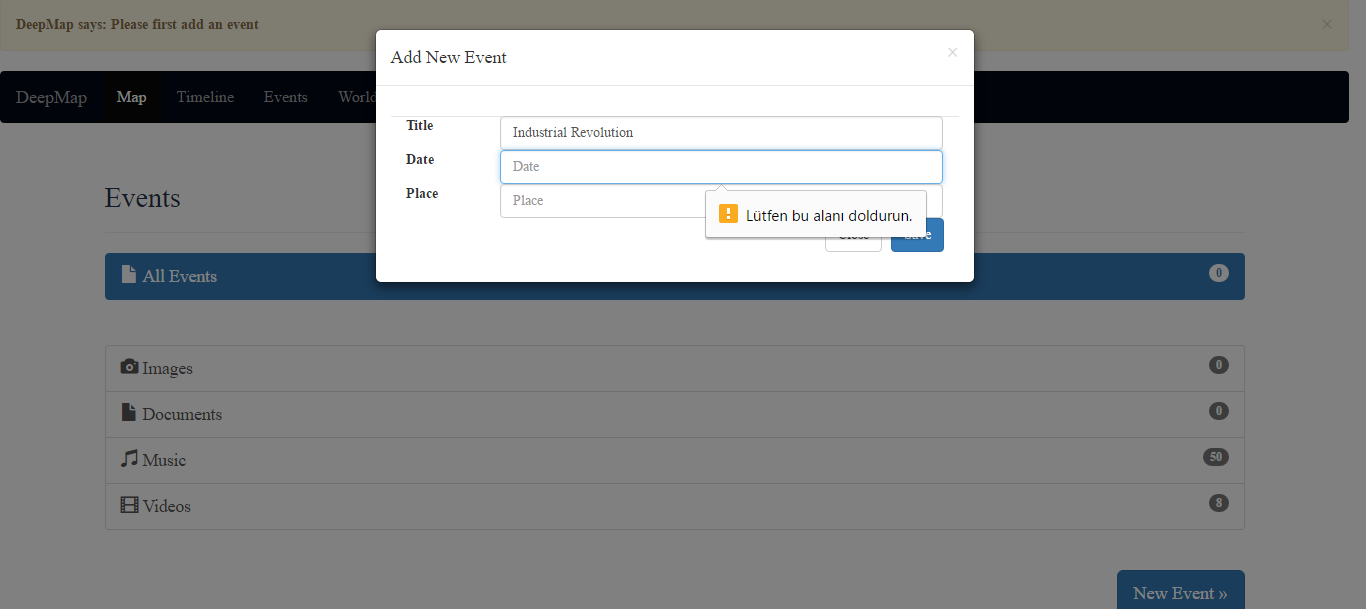 DeepMap says: Please first add an event
×
Add New Event
×
DeepMap Map Timeline Events World
Title Industrial Revolution
Date Date
Place Place
Lütfen bu alanı doldurun.
Close Save
Events
All Events 0
Images 0
Documents 0
Music 50
Videos 8
New Event »